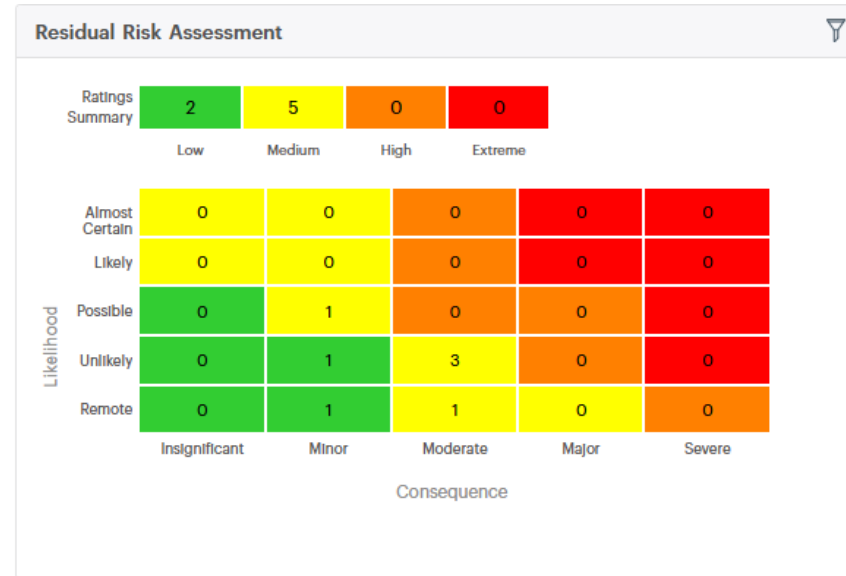 Residual Risk Assessment
Ratings
Summary
2 5 0 0
Low Medium High Extreme
Almost
Certain
0 0 0 0 0
Likely 0 0 0 0 0
Possible 0 1 0 0 0
Unlikely 0 1 3 0 0
Remote 0 1 1 0 0
Likelihood
Insignificant Minor Moderate Major Severe
Consequence